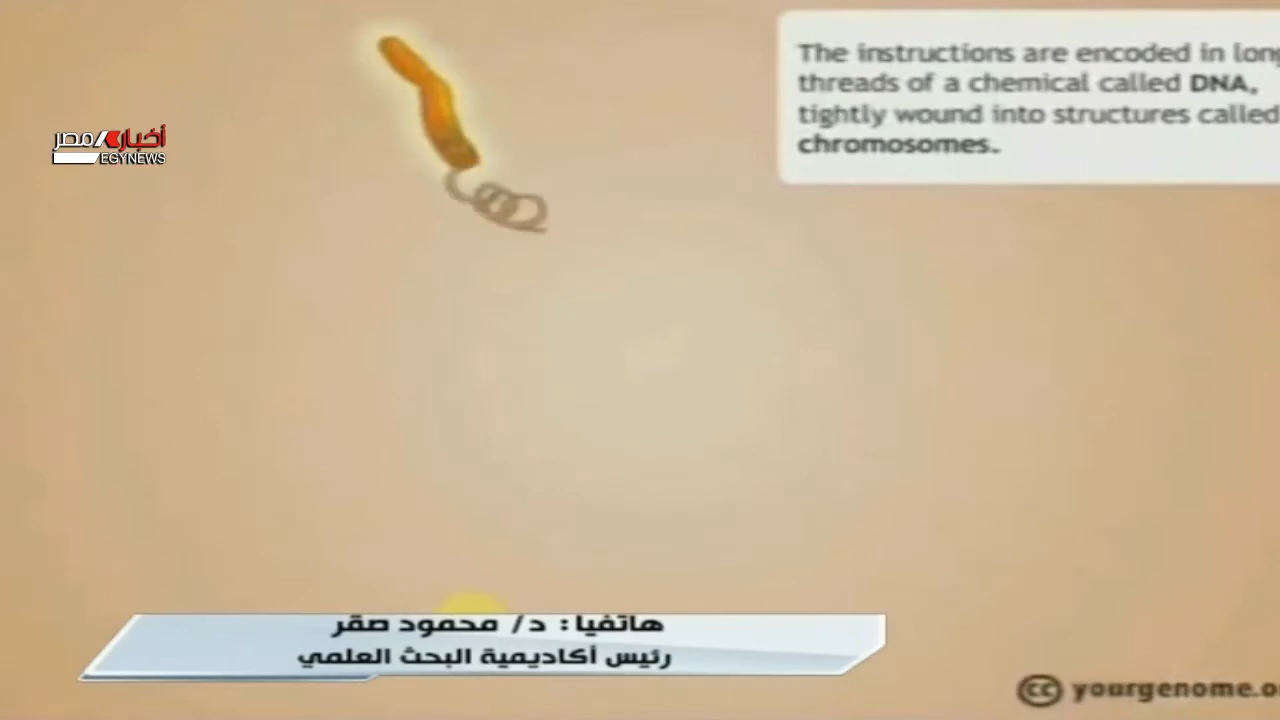 The instructions are encoded in long
threads of a chemical called DNA,
tightly wound into structures called
chromosomes.
أخبار/مصر
EGYNEWS
هاتفيا: د/ محمود صقر
رئيس أكاديمية البحث العلمي
cc yourgenome.o